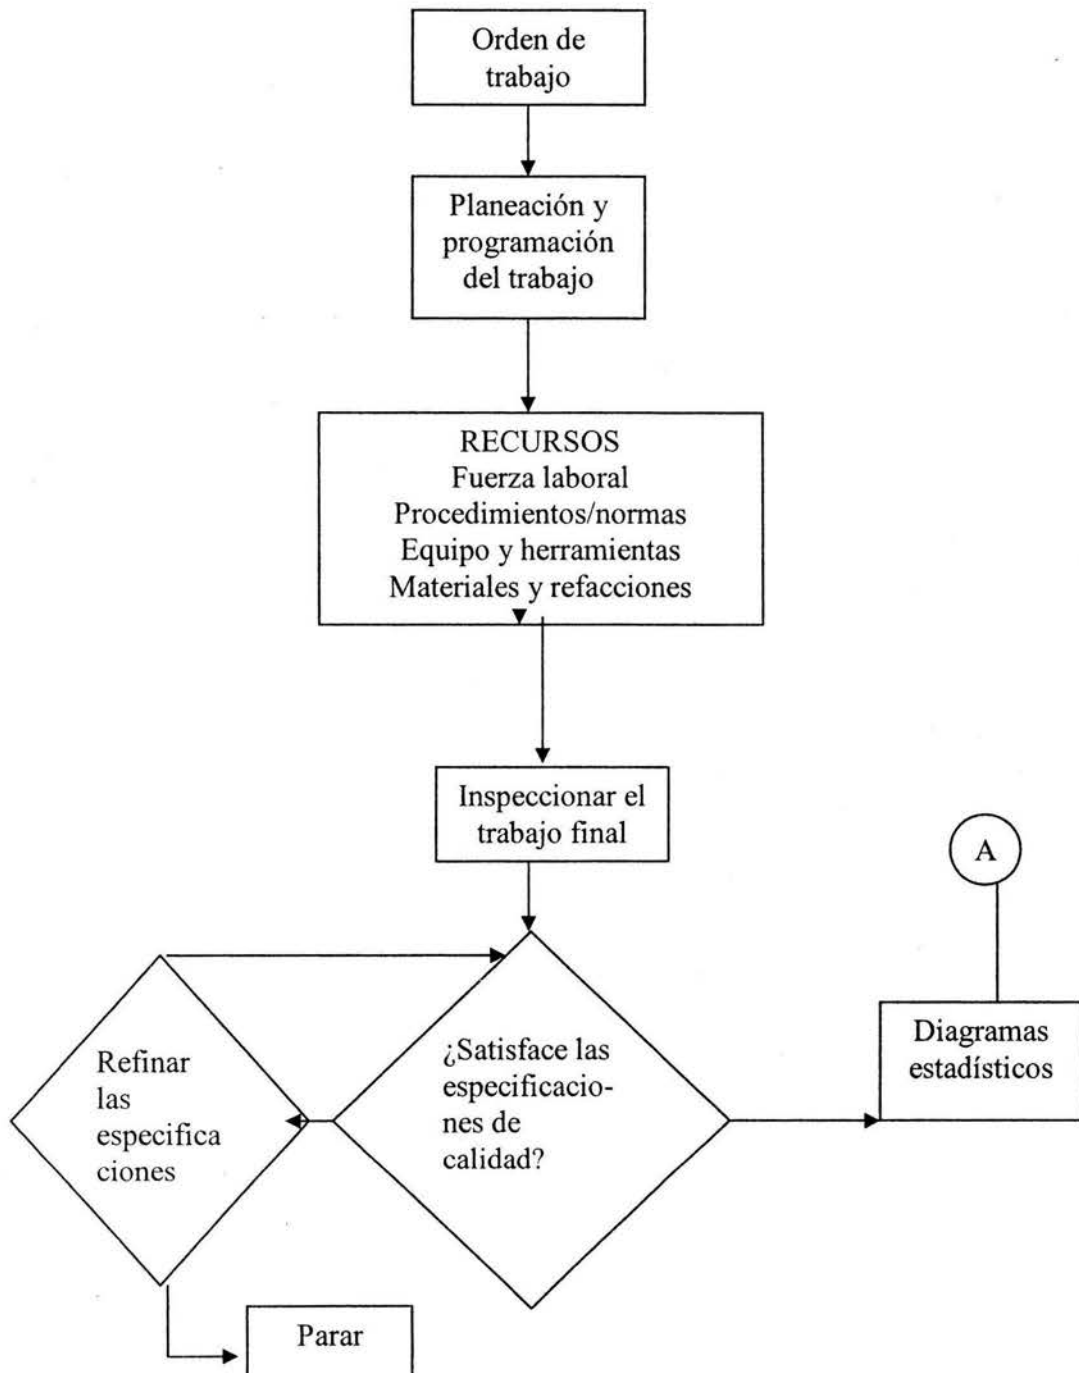 Orden de
trabajo
Planeación y
programación
del trabajo
RECURSOS
Fuerza laboral
Procedimientos/normas
Equipo y herramientas
Materiales y refacciones
Inspeccionar el
trabajo final
A
Diagramas
estadísticos
¿Satisface las
especificacio-
nes de
calidad?
Refinar
las
especifica
ciones
Parar